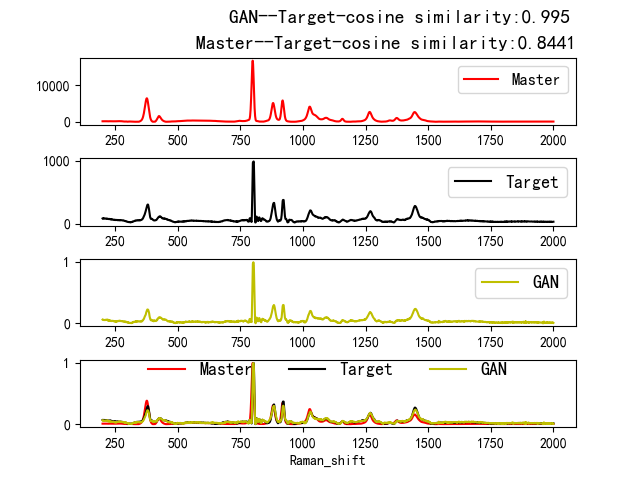 GAN--Target-cosine similarity:0.995
Master--Target-cosine similarity:0.8441
10000
0
Master
250 500 750 1000 1250 1500 1750 2000
1000
0
Target
250 500 750 1000 1250 1500 1750 2000
1
0
GAN
250 500 750 1000 1250 1500 1750 2000
1
0
Master Target GAN
250 500 750 1000 1250 1500 1750 2000
Raman_shift